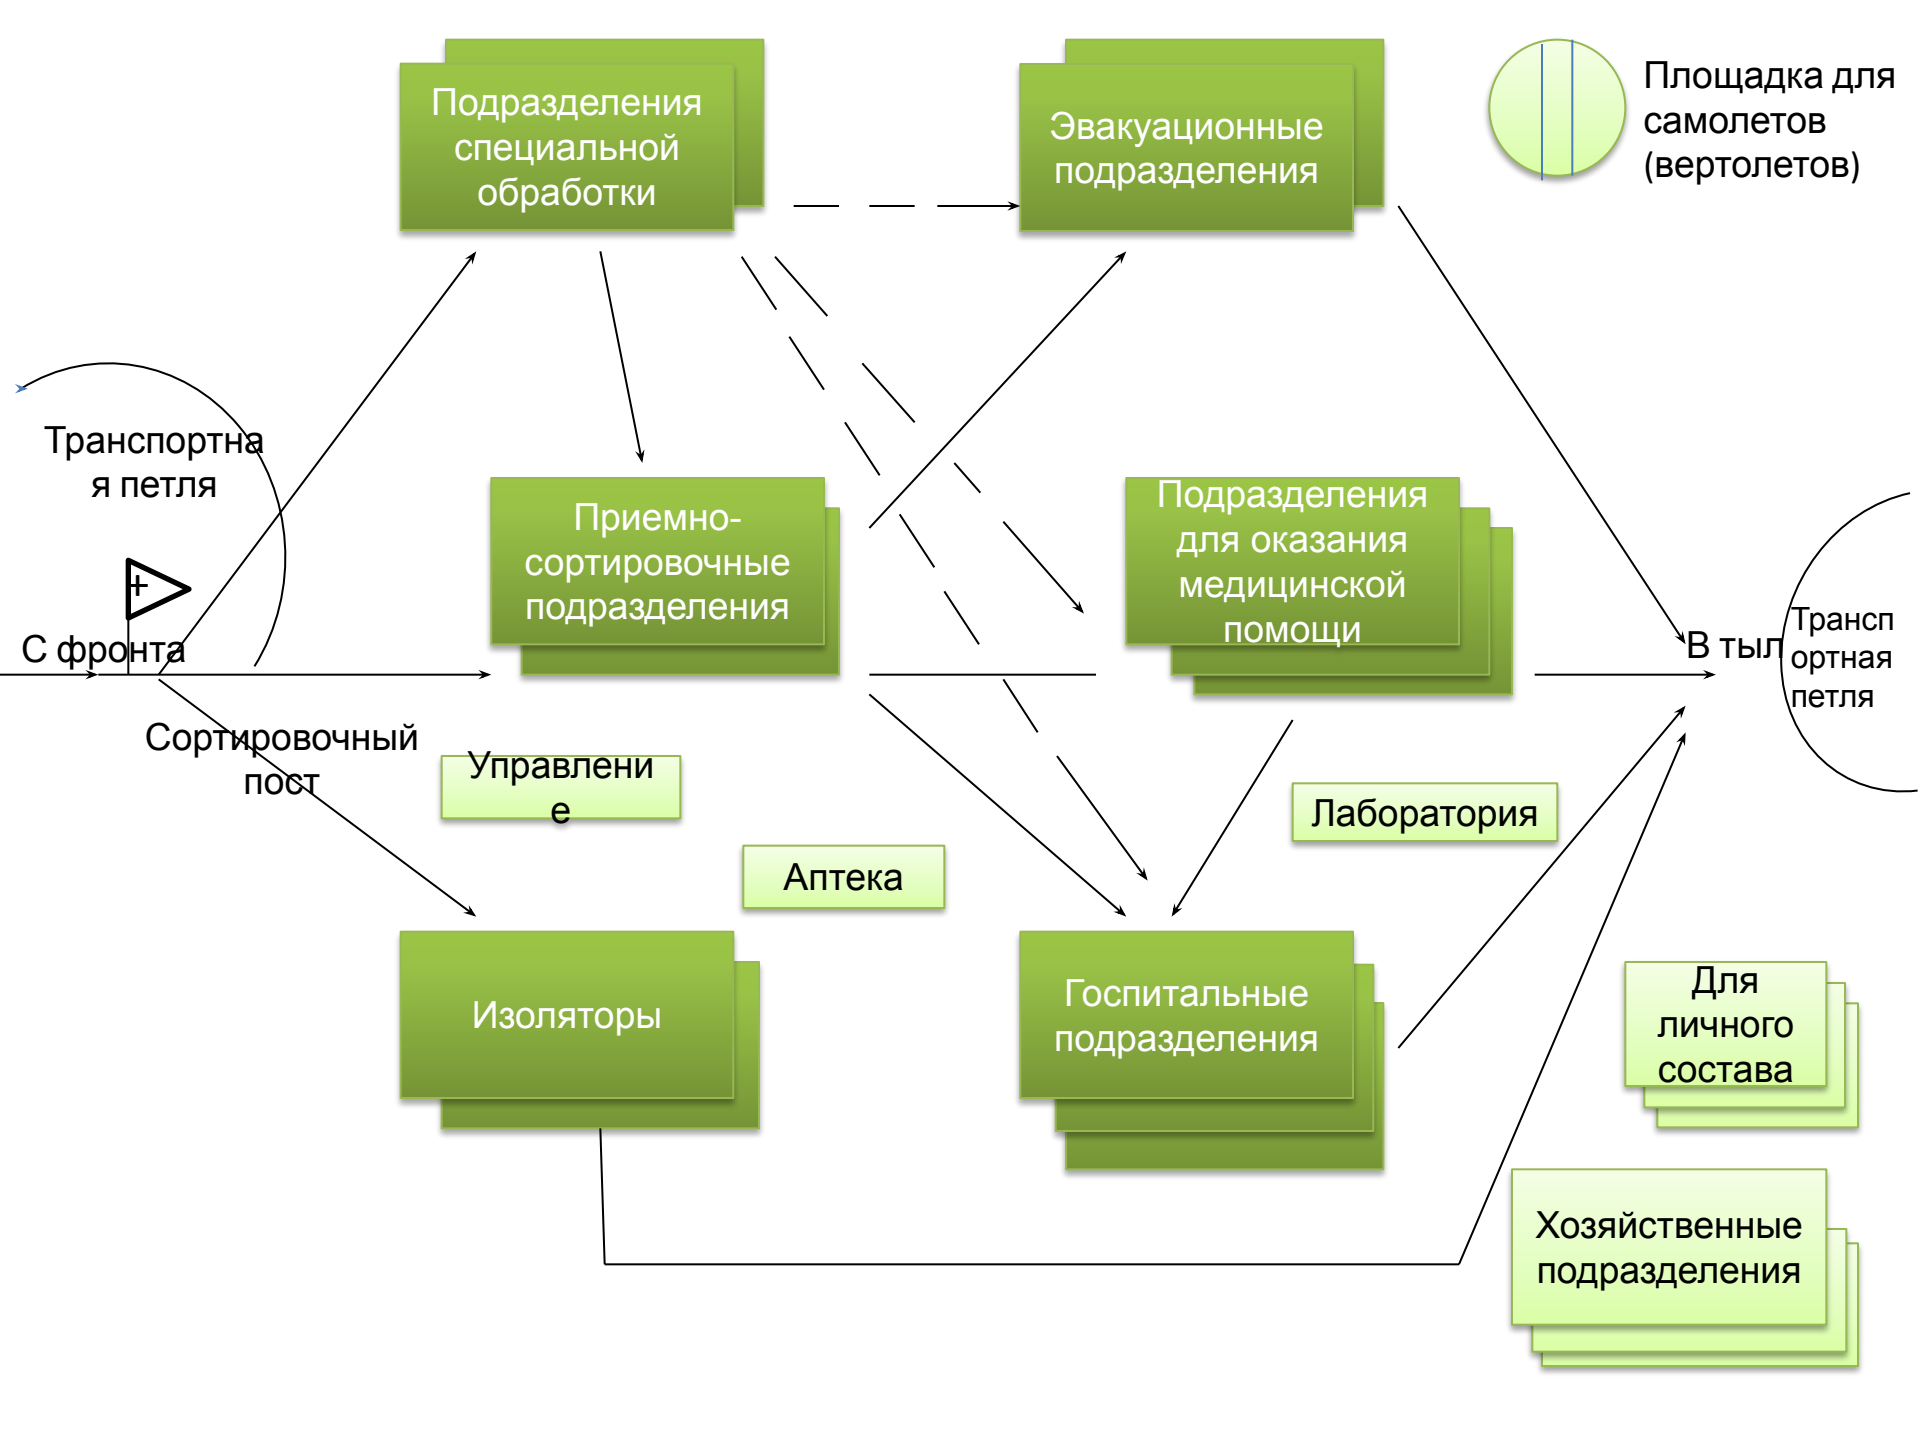 Подразделения
специальной
обработки
Эвакуационные
подразделения
Площадка для
самолетов
(вертолетов)
Транспортна
я петля
+
С фронта
Приемно-
сортировочные
подразделения
Подразделения
для оказания
медицинской
помощи
В тыл
Трансп
ортная
петля
Сортировочный
пост
Управлени
е
Лаборатория
Аптека
Изоляторы
Госпитальные
подразделения
Для
личного
состава
Хозяйственные
подразделения